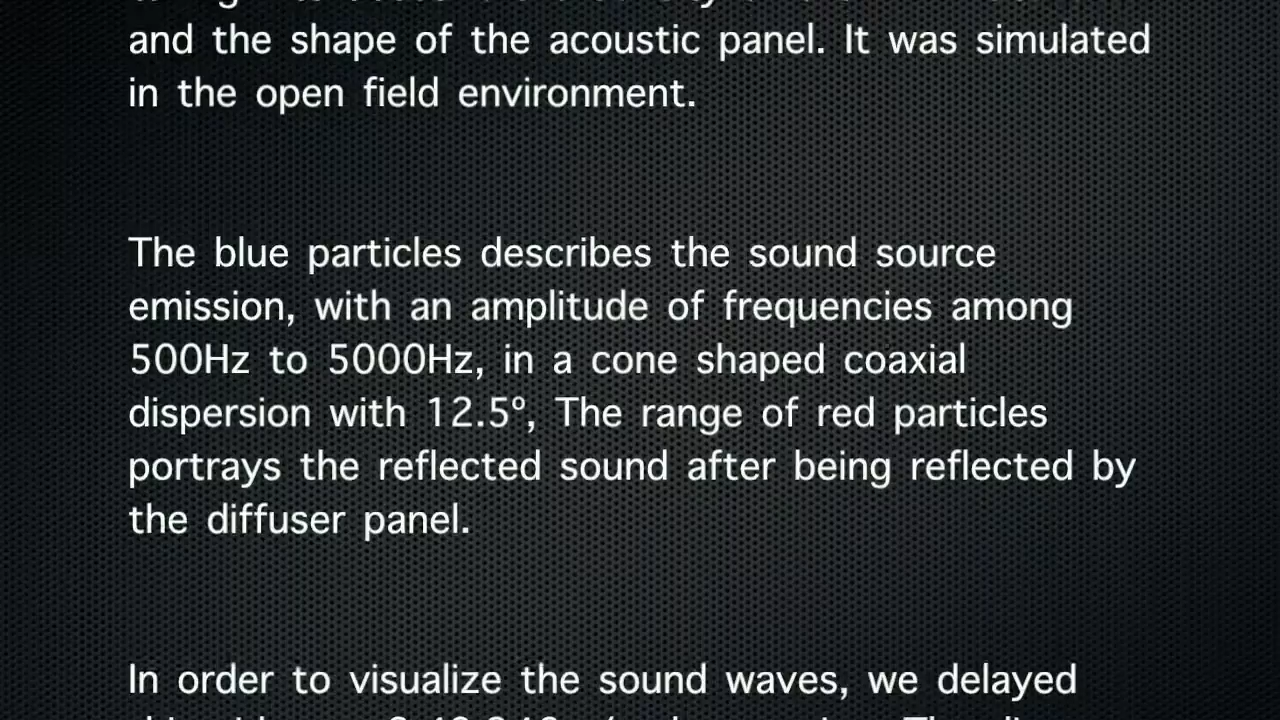 and the shape of the acoustic panel. It was simulated
in the open field environment.
The blue particles describes the sound source
emission, with an amplitude of frequencies among
500Hz to 5000Hz, in a cone shaped coaxial
dispersion with 12.5º, The range of red particles
portrays the reflected sound after being reflected by
the diffuser panel.
In order to visualize the sound waves, we delayed